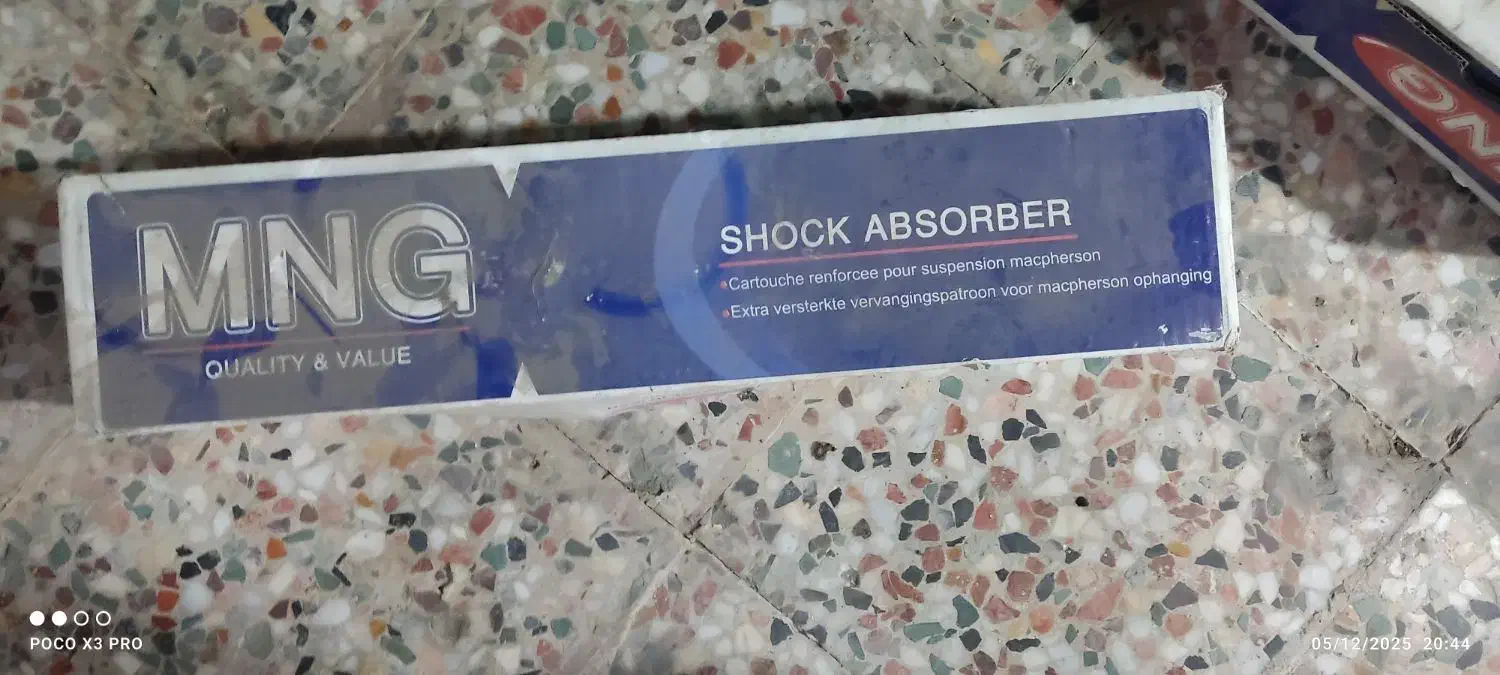 MNG
QUALITY & VALUE
SHOCK ABSORBER
•Cartouche renforcee pour suspension macpherson
•Extra versterkte vervangingspatroon voor macpherson ophanging
NG
POCO X3 PRO
05/12/2025 20:44